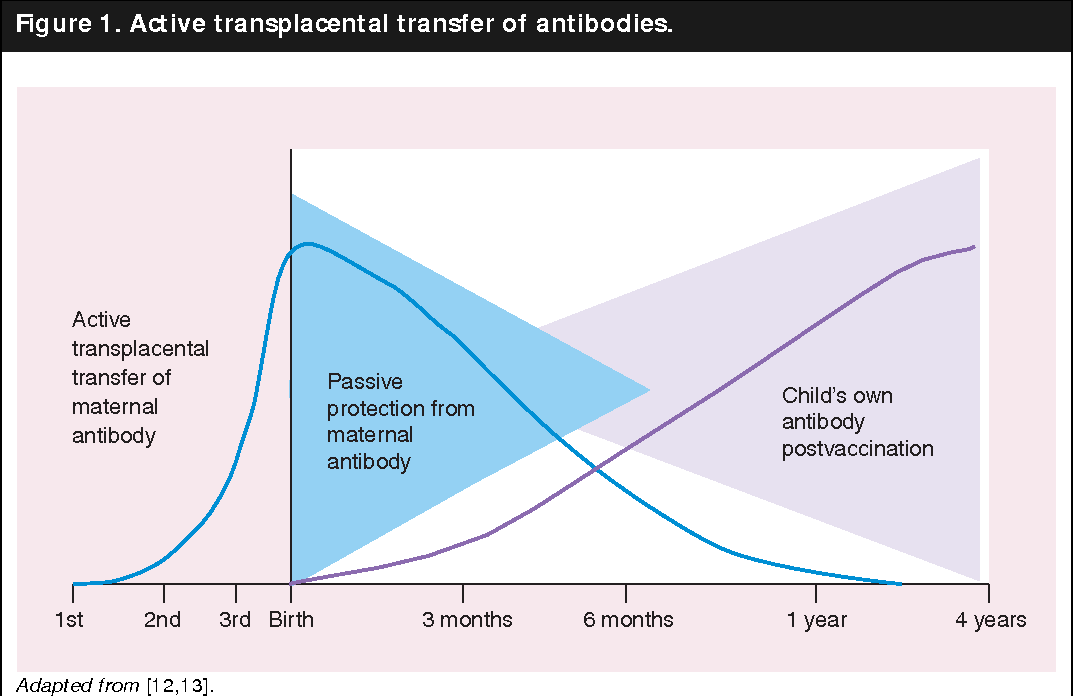 Figure 1. Active transplacental transfer of antibodies.
Active
transplacental
transfer of
maternal
antibody
Passive
protection from
maternal
antibody
Child's own
antibody
postvaccination
1st 2nd 3rd Birth 3 months 6 months 1 year 4 years
Adapted from [12,13].